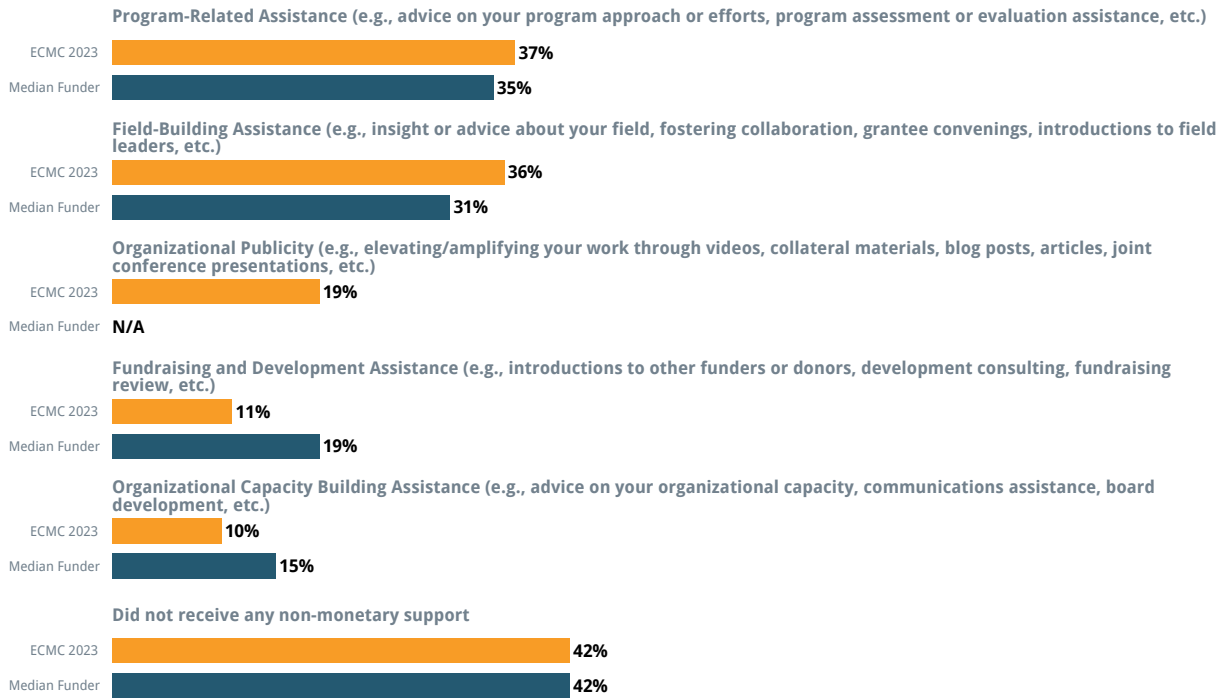 Program-Related Assistance (e.g., advice on your program approach or efforts, program assessment or evaluation assistance, etc.)
ECMC 2023 37%
Median Funder 35%
Field-Building Assistance (e.g., insight or advice about your field, fostering collaboration, grantee convenings, introductions to field
leaders, etc.)
ECMC 2023 36%
Median Funder 31%
Organizational Publicity (e.g., elevating/amplifying your work through videos, collateral materials, blog posts, articles, joint
conference presentations, etc.)
ECMC 2023 19%
Median Funder N/A
Fundraising and Development Assistance (e.g., introductions to other funders or donors, development consulting, fundraising
review, etc.)
ECMC 2023 11%
Median Funder 19%
Organizational Capacity Building Assistance (e.g., advice on your organizational capacity, communications assistance, board
development, etc.)
ECMC 2023 10%
Median Funder 15%
Did not receive any non-monetary support
ECMC 2023 42%
Median Funder 42%